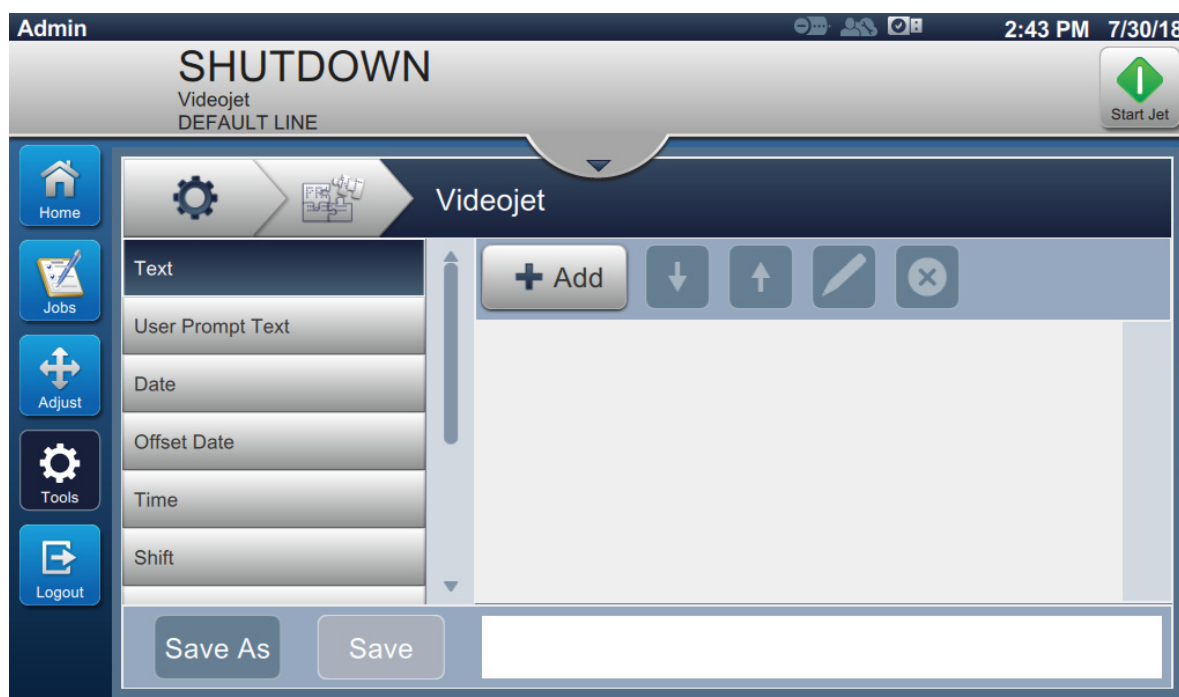 Admin
2:43 PM 7/30/18
SHUTDOWN
Videojet
DEFAULT LINE
Start Jet
Home
Jobs
Adjust
Tools
Logout
Videojet
Text
User Prompt Text
Date
Offset Date
Time
Shift
Add
Save As
Save